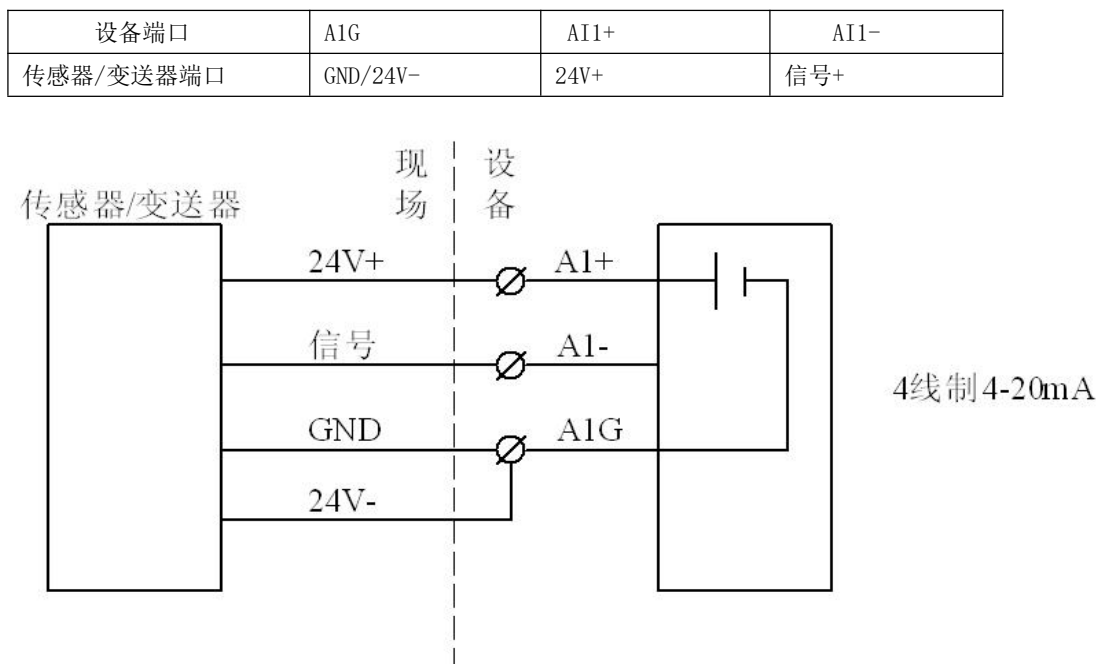 设备端口 A1G AI1+ AI1-
传感器/变送器端口 GND/24V- 24V+ 信号+
现场 设备
传感器/变送器
24V+ A1+
信号 A1-
4线制4-20mA
GND A1G
24V-